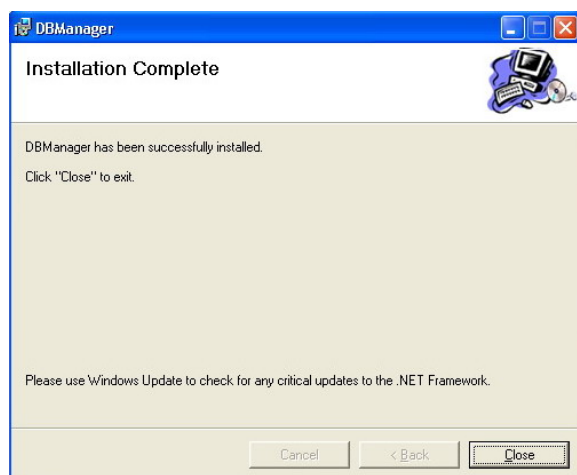 DBManager
Installation Complete
DBManager has been successfully installed.
Click "Close" to exit.
Please use Windows Update to check for any critical updates to the .NET Framework.
Cancel
< Back
Close